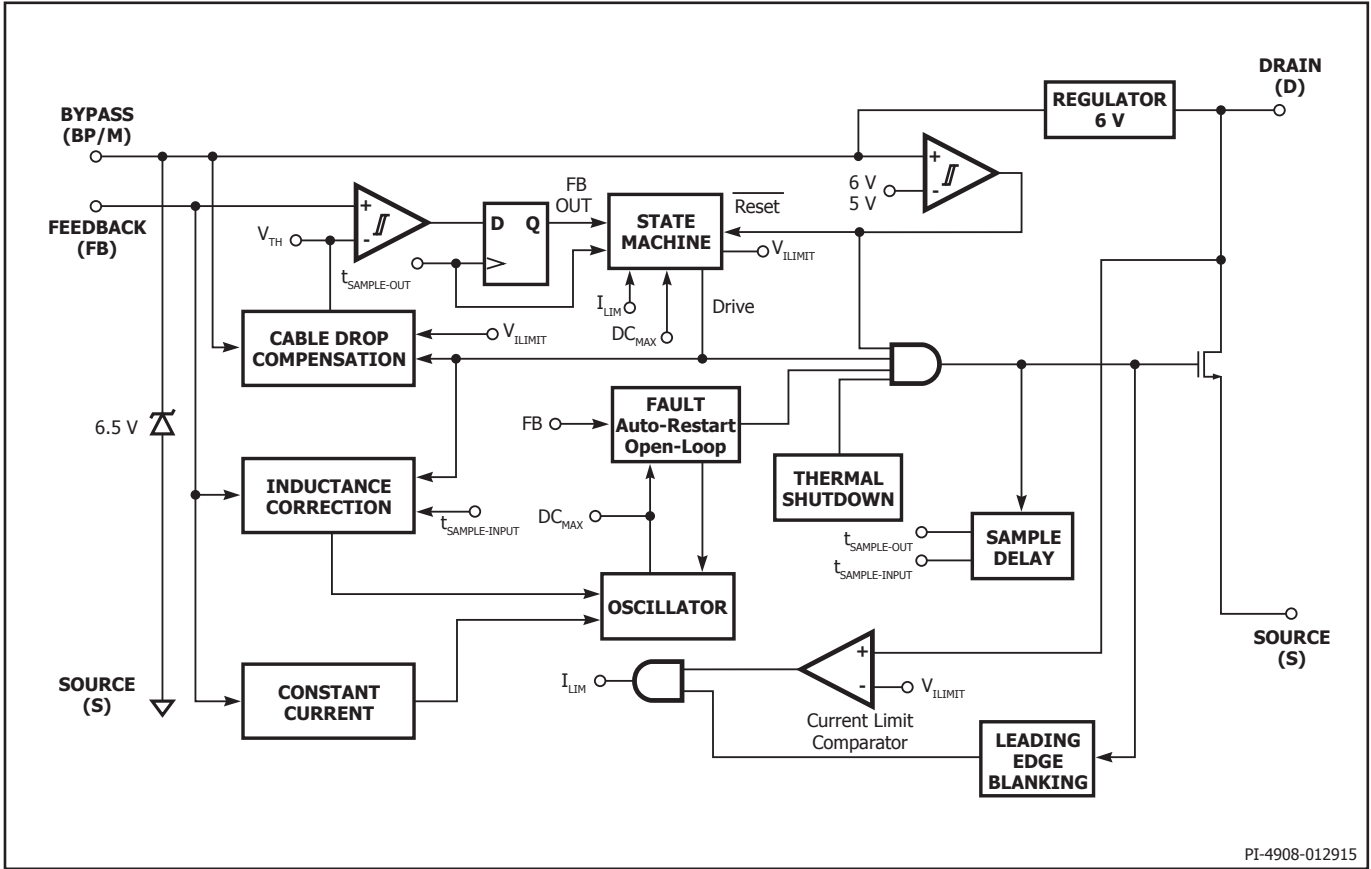 BYPASS
(BP/M)
FEEDBACK
(FB)
DRAIN
(D)
REGULATOR
6 V
+
-
6 V
5 V
FB
OUT
D Q
STATE
MACHINE
Reset
V_ILIMIT
+
-
V_TH
t_SAMPLE-OUT
I_LIM
DC_MAX
Drive
CABLE DROP
COMPENSATION
V_ILIMIT
6.5 V
FB
FAULT
Auto-Restart
Open-Loop
THERMAL
SHUTDOWN
INDUCTANCE
CORRECTION
t_SAMPLE-INPUT
DC_MAX
t_SAMPLE-OUT
t_SAMPLE-INPUT
SAMPLE
DELAY
OSCILLATOR
SOURCE
(S)
SOURCE
(S)
CONSTANT
CURRENT
I_LIM
+
-
V_ILIMIT
Current Limit
Comparator
LEADING
EDGE
BLANKING
PI-4908-012915